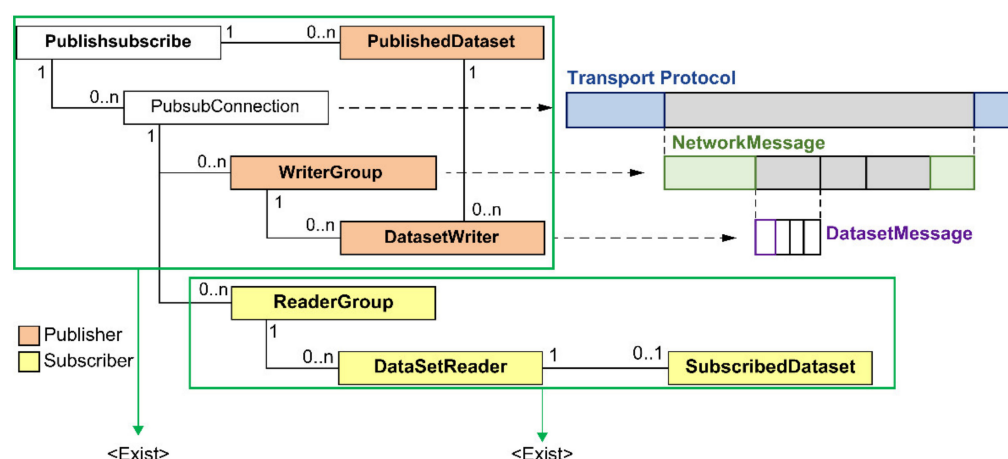 Publishsubscribe 1 0..n PublishedDataset
1 1
Transport Protocol
0..n PubsubConnection
1
NetworkMessage
0..n WriterGroup
1 0..n
0..n DatasetWriter DatasetMessage
0..n ReaderGroup
1
Publisher
Subscriber
0..n DataSetReader 1 0..1 SubscribedDataset
<Exist> <Exist>